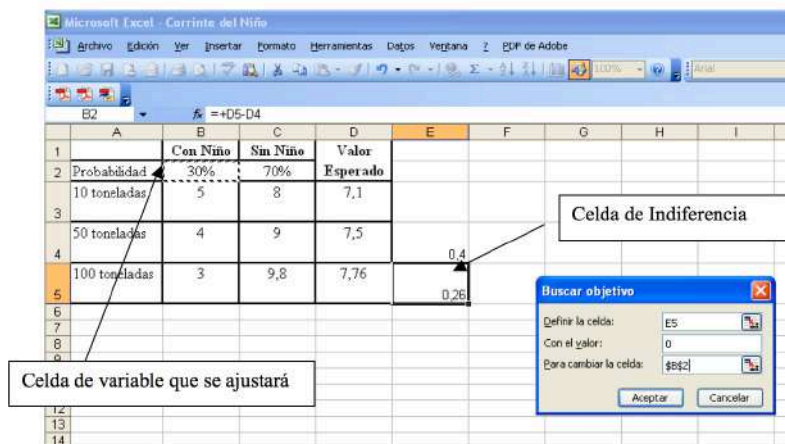 Microsoft Excel - Corrinte del Niño
Archivo Edición Ver Insertar Formato Herramientas Datos Ventana ? PDF de Adobe
100% Arial
B2 fx =+D5-D4
A B C D E F G H I
1 Con Niño Sin Niño Valor
2 Probabilidad 30% 70% Esperado
3 10 toneladas 5 8 7,1
4 50 toneladas 4 9 7,5 0,4
5 100 toneladas 3 9,8 7,76 0,26
6
7
8
9
12
13
14
Celda de Indiferencia
Buscar objetivo
Definir la celda: E5
Con el valor: 0
Para cambiar la celda: $B$2
Aceptar Cancelar
Celda de variable que se ajustará